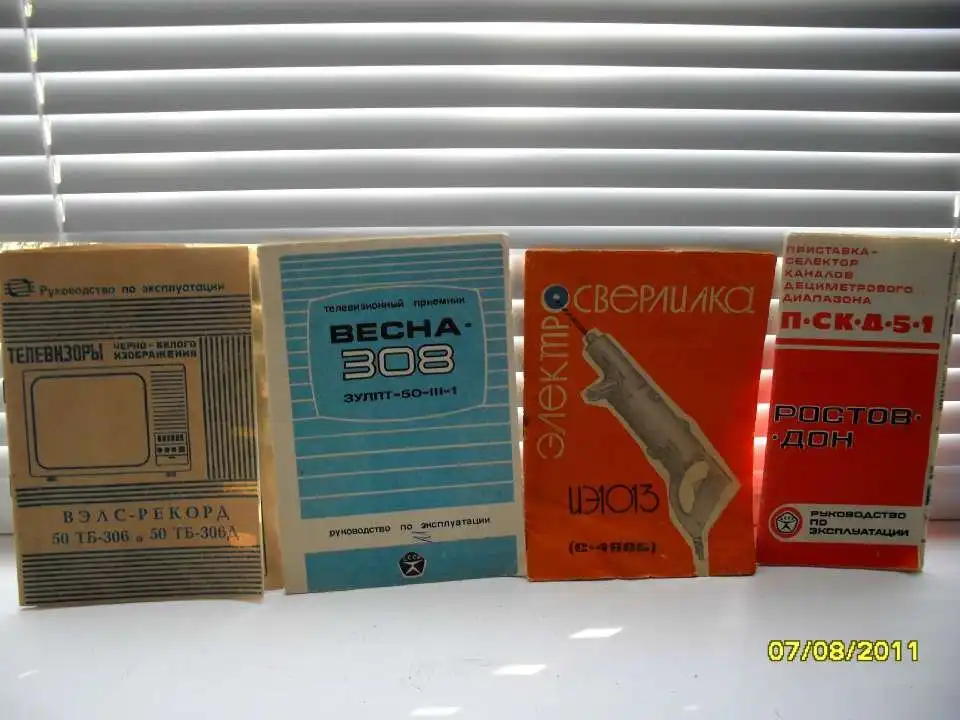 Руководство по эксплуатации
ТЕЛЕВИЗОРЫ ЧЕРНО-БЕЛОГО
ИЗОБРАЖЕНИЯ
ВЭЛС-РЕКОРД
50 ТБ-306 и 50 ТБ-306Д
телевизионный приемник
ВЕСНА-
308
3УЛПТ-50-III-1
руководство по эксплуатации
СССР
ЭЛЕКТРОСВЕРЛИЛКА
ИЭ1013
ПРИСТАВКА-
СЕЛЕКТОР
КАНАЛОВ
ДЕЦИМЕТРОВОГО
ДИАПАЗОНА
П·СК·Д·5·1
РОСТОВ·
·ДОН
РУКОВОДСТВО
ПО
ЭКСПЛУАТАЦИИ
07/08/2011